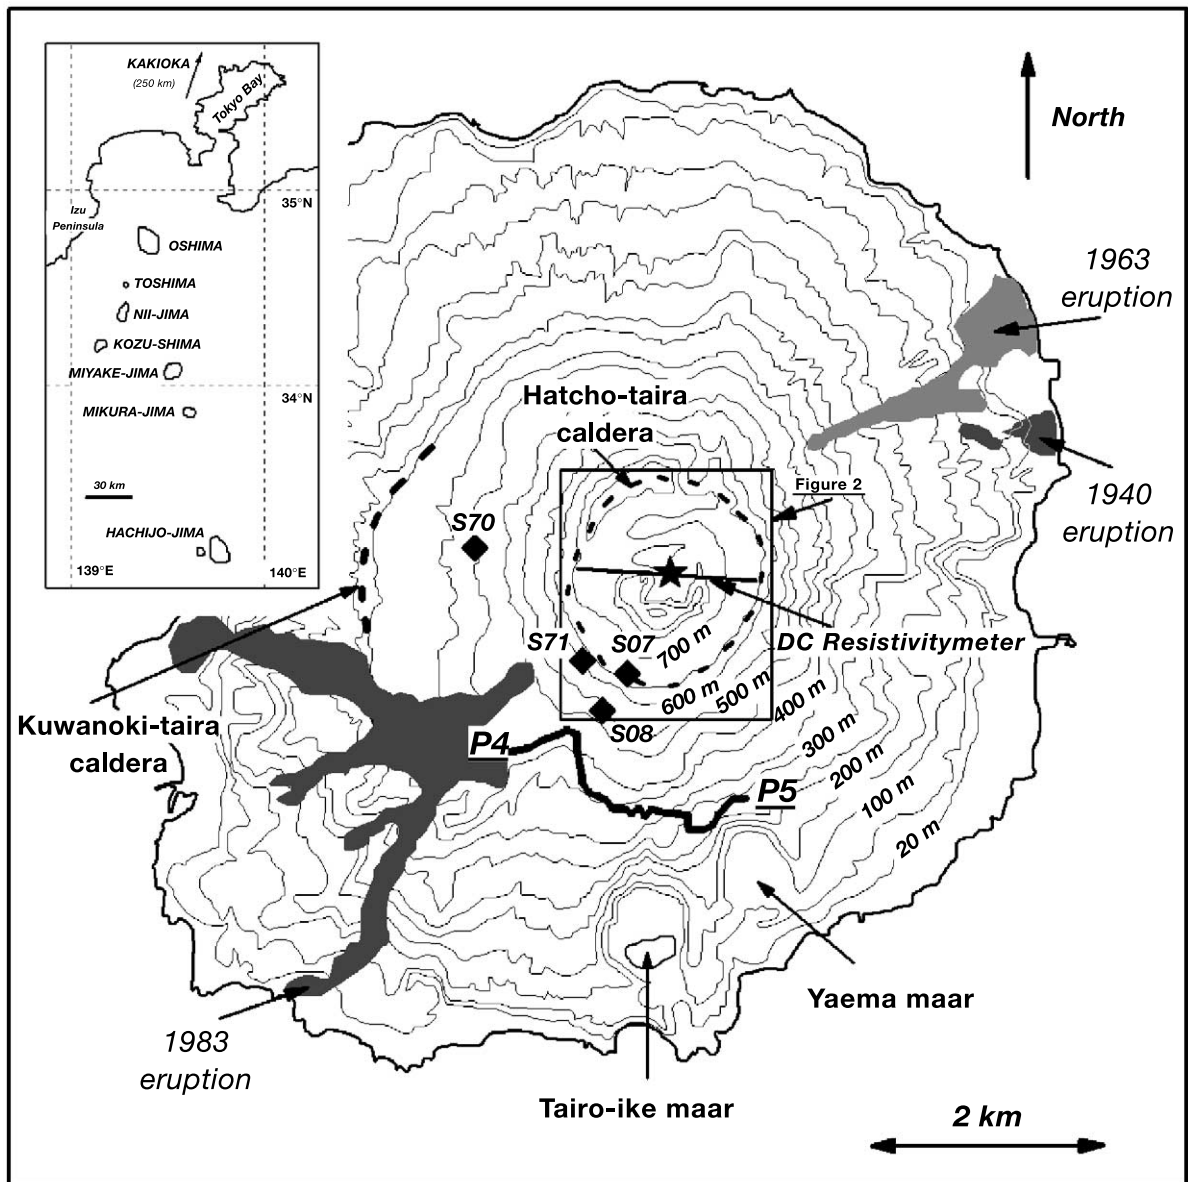 KAKIOKA
(250 km)
Tokyo Bay
35°N
Izu
Peninsula
OSHIMA
TOSHIMA
NII-JIMA
KOZU-SHIMA
MIYAKE-JIMA
34°N
MIKURA-JIMA
30 km
HACHIJO-JIMA
139°E
140°E
North
1963
eruption
Hatcho-taira
caldera
Figure 2
1940
eruption
S70
S71
S07
700 m
DC Resistivitymeter
600 m
500 m
400 m
300 m
200 m
100 m
20 m
S08
Kuwanoki-taira
caldera
P4
P5
Yaema maar
1983
eruption
Tairo-ike maar
2 km